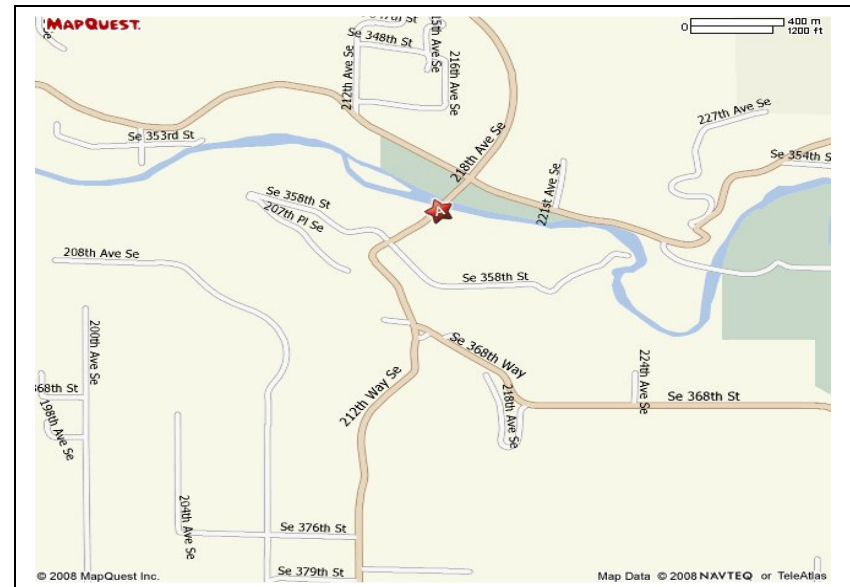 MAPQUEST.
400 m
0
1200 ft
Se 348th St
15th Ave Se
216th Ave Se
212th Ave Se
227th Ave Se
218th Ave Se
Se 353rd St
Se 354th S
221st Ave Se
Se 358th St
207th Pl Se
A
208th Ave Se
Se 358th St
200th Ave Se
Se 368th Way
224th Ave Se
368th St
218th Ave Se
Se 368th St
198th Ave Se
212th Way Se
204th Ave Se
Se 376th St
Se 379th St
© 2008 MapQuest Inc.
Map Data © 2008 NAVTEQ or TeleAtlas